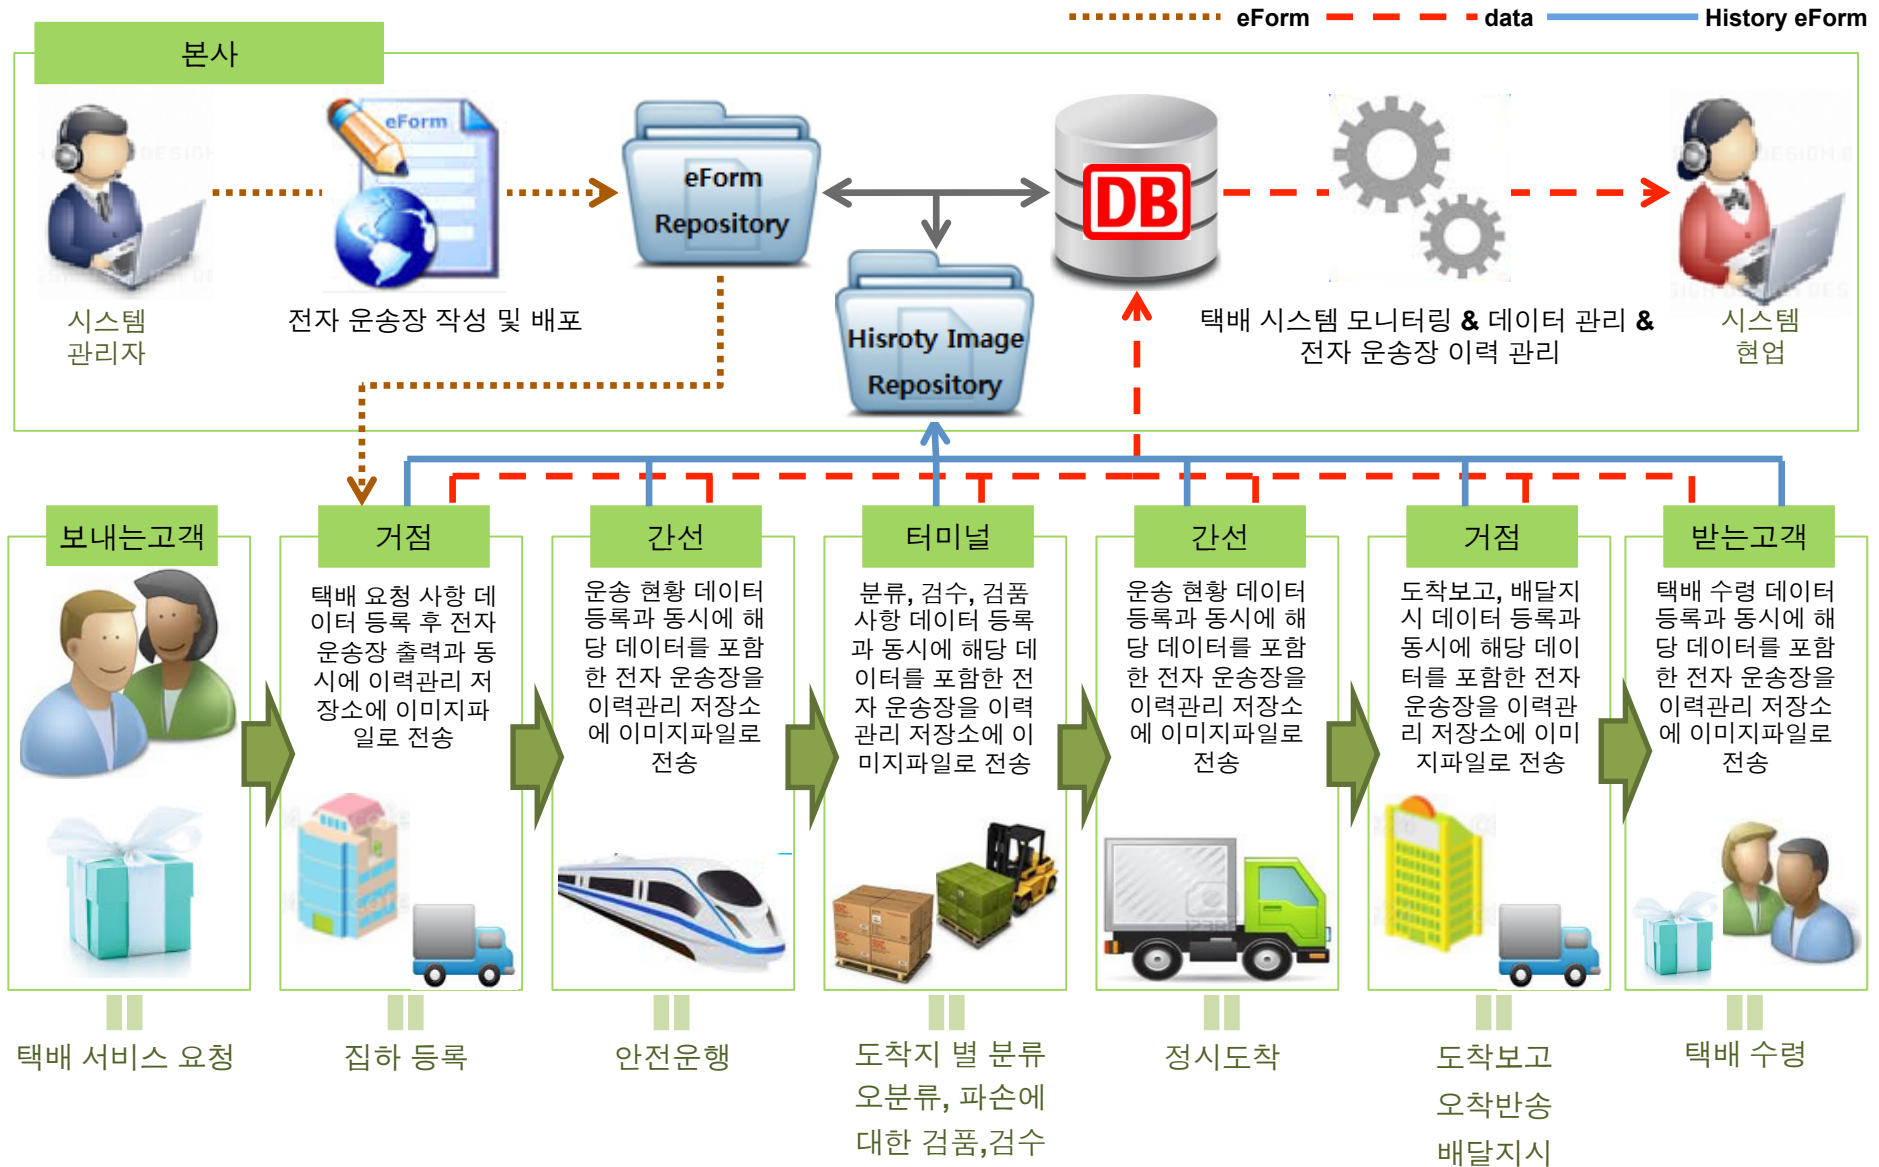 eForm
data
History eForm
본사
eForm
eForm
Repository
DB
Hisroty Image
Repository
시스템
관리자
전자 운송장 작성 및 배포
택배 시스템 모니터링 & 데이터 관리 &
전자 운송장 이력 관리
시스템
현업
보내는고객
거점
택배 요청 사항 데
이터 등록 후 전자
운송장 출력과 동
시에 이력관리 저
장소에 이미지파
일로 전송
간선
운송 현황 데이터
등록과 동시에 해
당 데이터를 포함
한 전자 운송장을
이력관리 저장소
에 이미지파일로
전송
터미널
분류, 검수, 검품
사항 데이터 등록
과 동시에 해당 데
이터를 포함한 전
자 운송장을 이력
관리 저장소에 이
미지파일로 전송
간선
운송 현황 데이터
등록과 동시에 해
당 데이터를 포함
한 전자 운송장을
이력관리 저장소
에 이미지파일로
전송
거점
도착보고, 배달지
시 데이터 등록과
동시에 해당 데이
터를 포함한 전자
운송장을 이력관
리 저장소에 이미
지파일로 전송
받는고객
택배 수령 데이터
등록과 동시에 해
당 데이터를 포함
한 전자 운송장을
이력관리 저장소
에 이미지파일로
전송
택배 서비스 요청
집하 등록
안전운행
도착지 별 분류
오분류, 파손에
대한 검품,검수
정시도착
도착보고
오착반송
배달지시
택배 수령